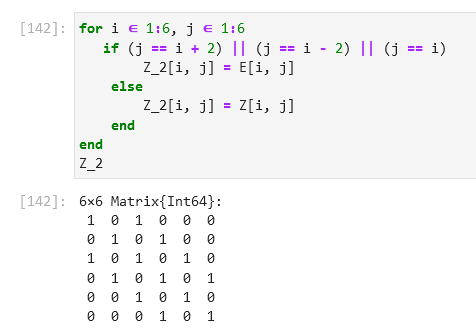 [142]: for i ∈ 1:6, j ∈ 1:6
if (j == i + 2) || (j == i - 2) || (j == i)
Z_2[i, j] = E[i, j]
else
Z_2[i, j] = Z[i, j]
end
end
Z_2
[142]: 6×6 Matrix{Int64}:
1 0 1 0 0 0
0 1 0 1 0 0
1 0 1 0 1 0
0 1 0 1 0 1
0 0 1 0 1 0
0 0 0 1 0 1